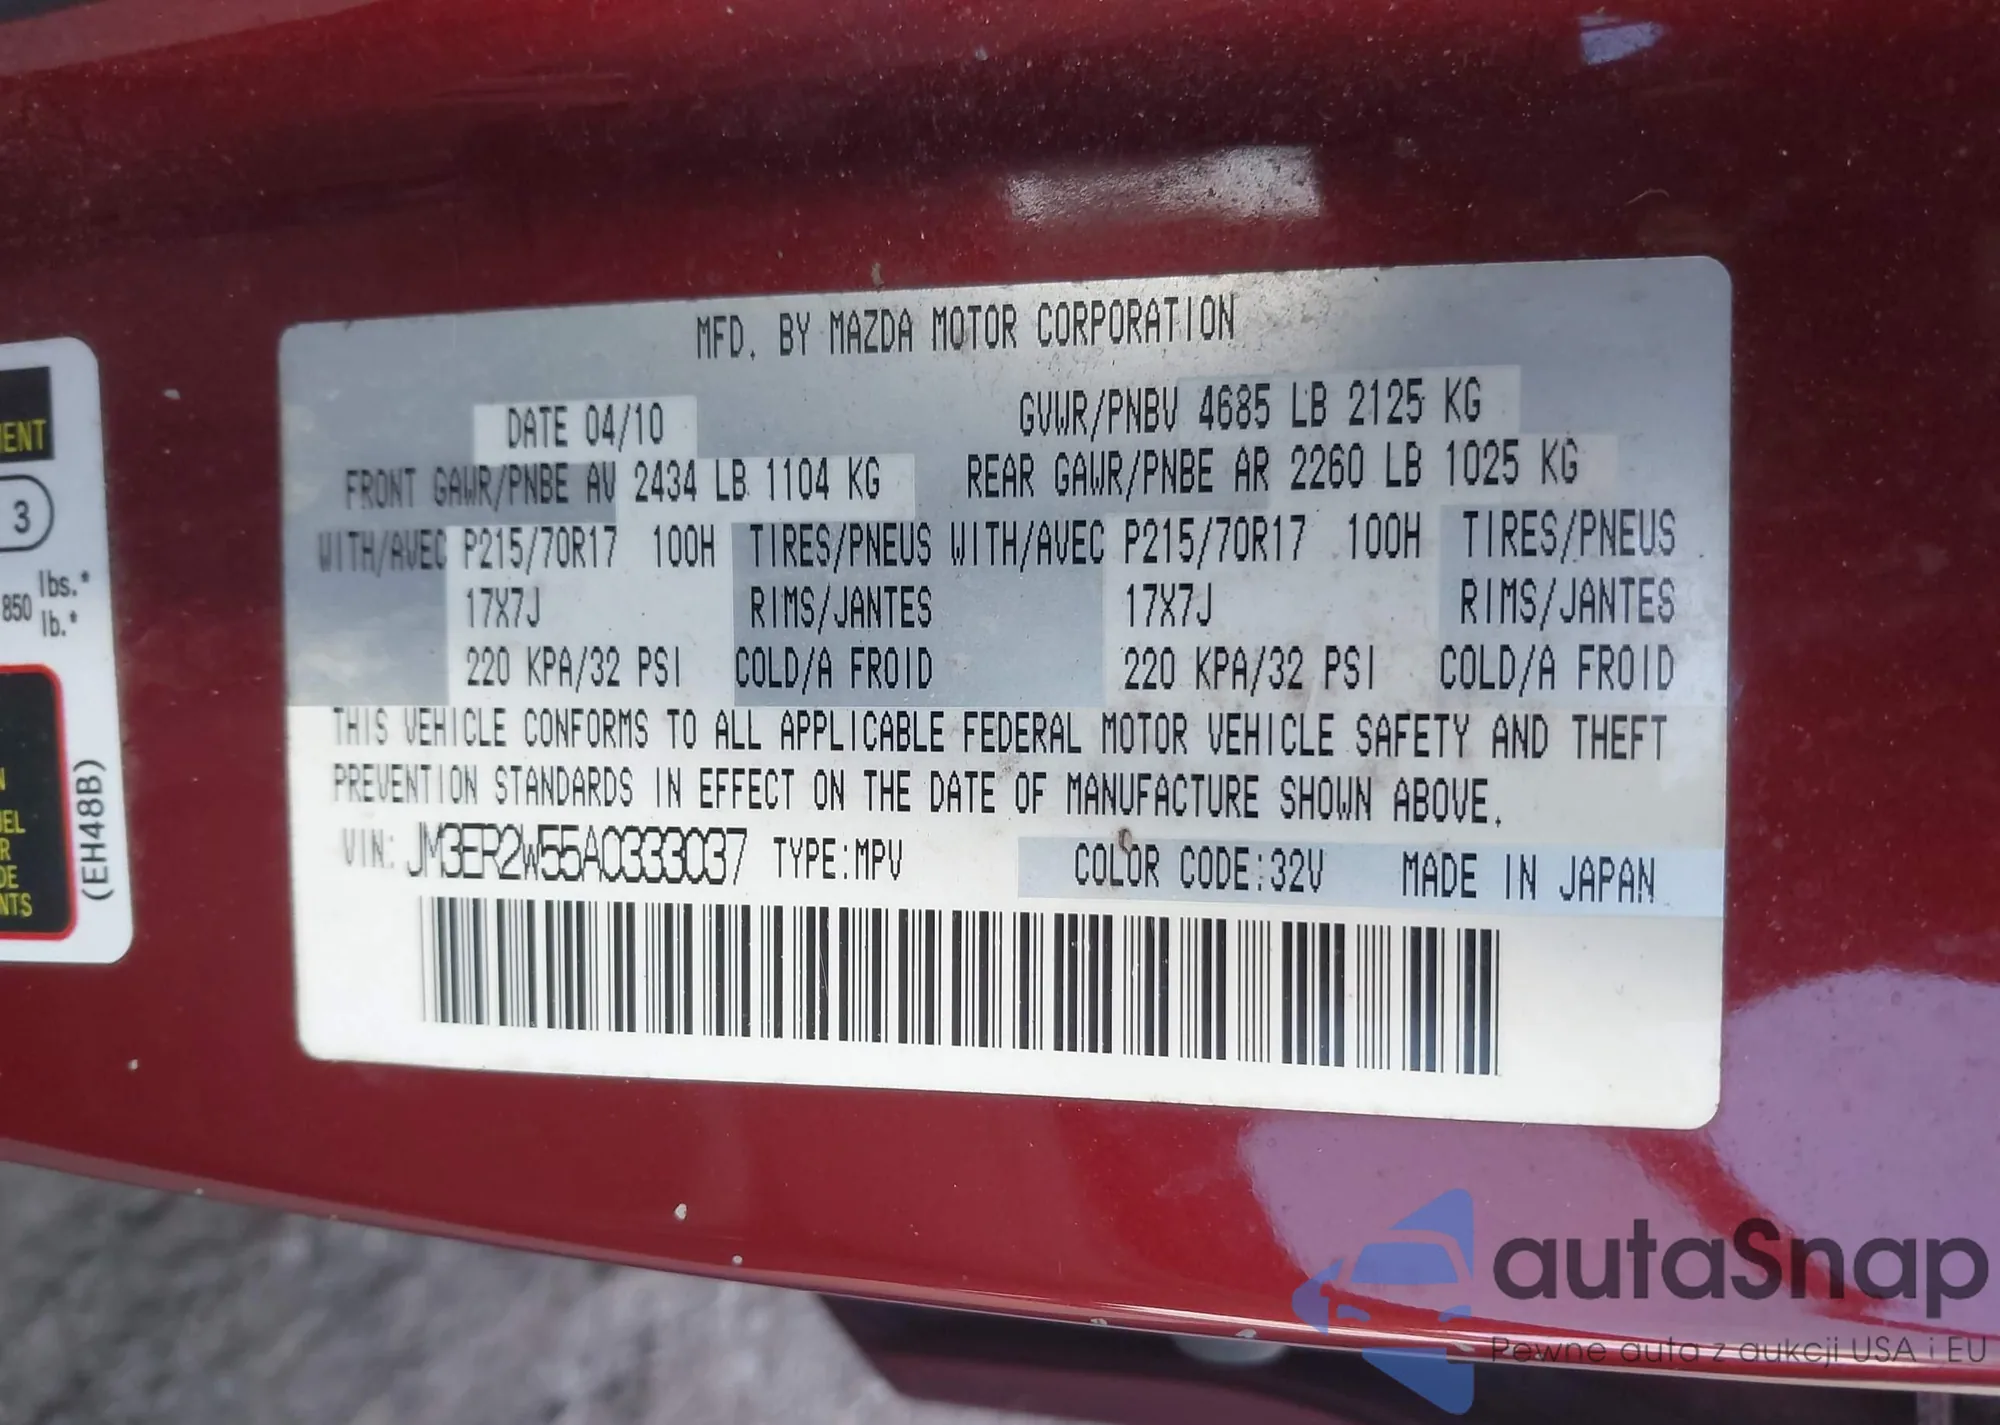 MFD. BY MAZDA MOTOR CORPORATION
DATE 04/10 GVWR/PNBV 4685 LB 2125 KG
FRONT GAWR/PNBE AV 2434 LB 1104 KG REAR GAWR/PNBE AR 2260 LB 1025 KG
WITH/AVEC P215/70R17 100H TIRES/PNEUS WITH/AVEC P215/70R17 100H TIRES/PNEUS
17X7J RIMS/JANTES 17X7J RIMS/JANTES
220 KPA/32 PSI COLD/A FROID 220 KPA/32 PSI COLD/A FROID
THIS VEHICLE CONFORMS TO ALL APPLICABLE FEDERAL MOTOR VEHICLE SAFETY AND THEFT
PREVENTION STANDARDS IN EFFECT ON THE DATE OF MANUFACTURE SHOWN ABOVE.
VIN: JM3ER2W55A0333037 TYPE:MPV COLOR CODE:32V MADE IN JAPAN
3
lbs.*
850 lb.*
(EH48B)
autaSnap
Pewne auta z aukcji USA i EU